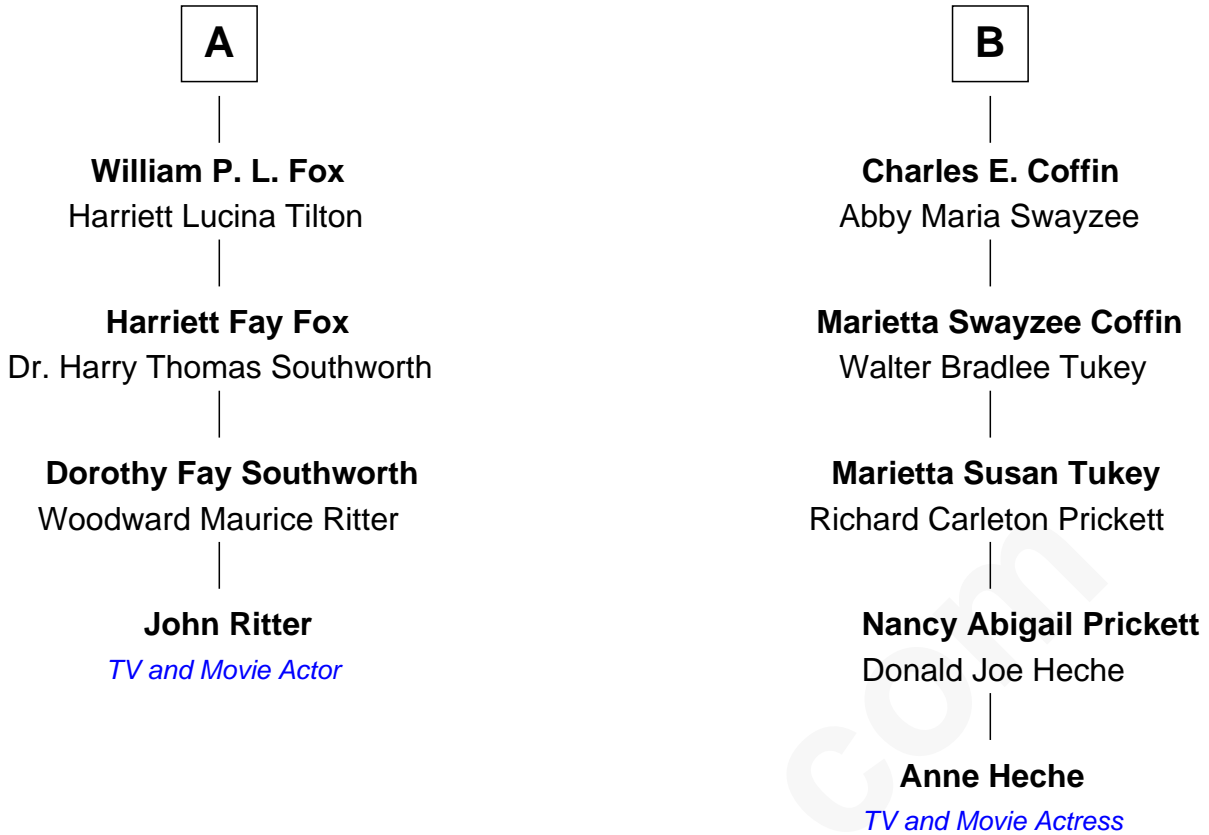 A
William P. L. Fox
Harriett Lucina Tilton
Harriett Fay Fox
Dr. Harry Thomas Southworth
Dorothy Fay Southworth
Woodward Maurice Ritter
John Ritter
TV and Movie Actor
B
Charles E. Coffin
Abby Maria Swayzee
Marietta Swayzee Coffin
Walter Bradlee Tukey
Marietta Susan Tukey
Richard Carleton Prickett
Nancy Abigail Prickett
Donald Joe Heche
Anne Heche
TV and Movie Actress
com